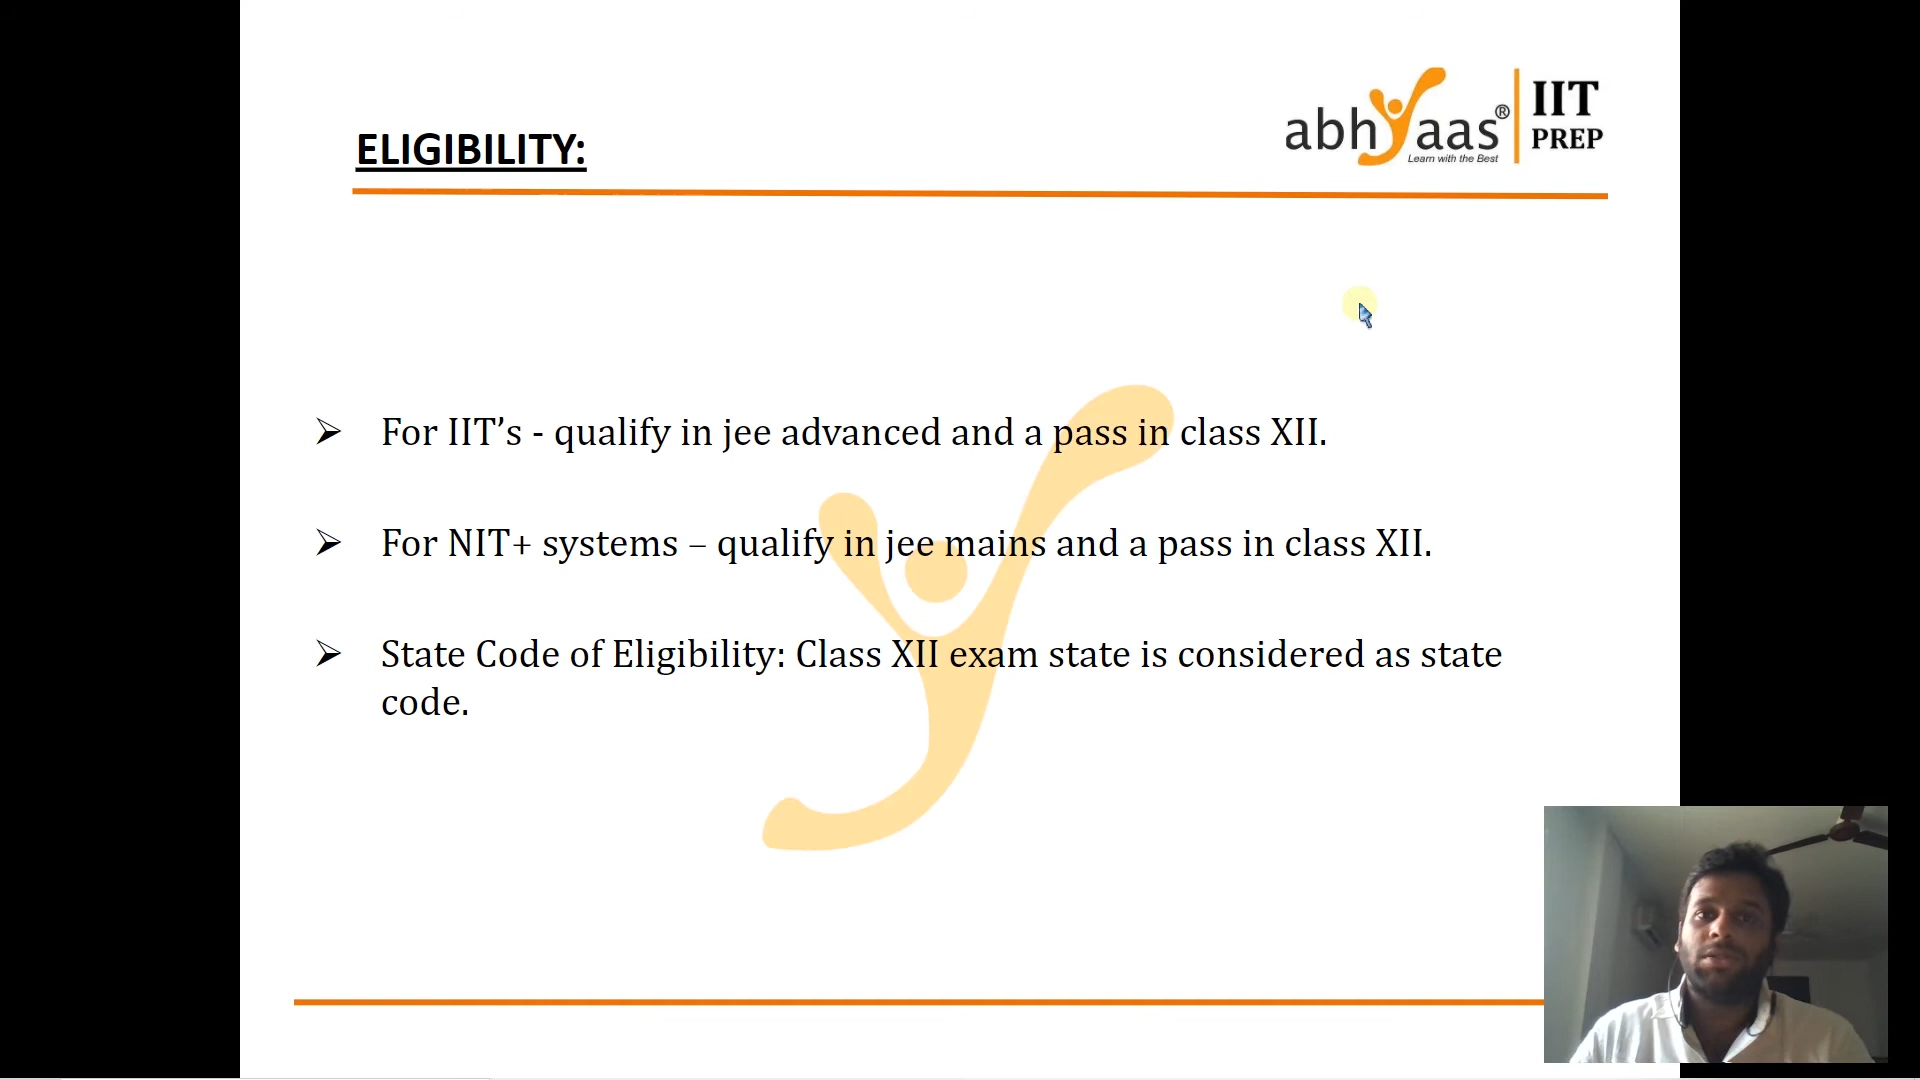 abhyaas® IIT
PREP
Learn with the Best
ELIGIBILITY:
➢ For IIT’s - qualify in jee advanced and a pass in class XII.
➢ For NIT+ systems – qualify in jee mains and a pass in class XII.
➢ State Code of Eligibility: Class XII exam state is considered as state
code.